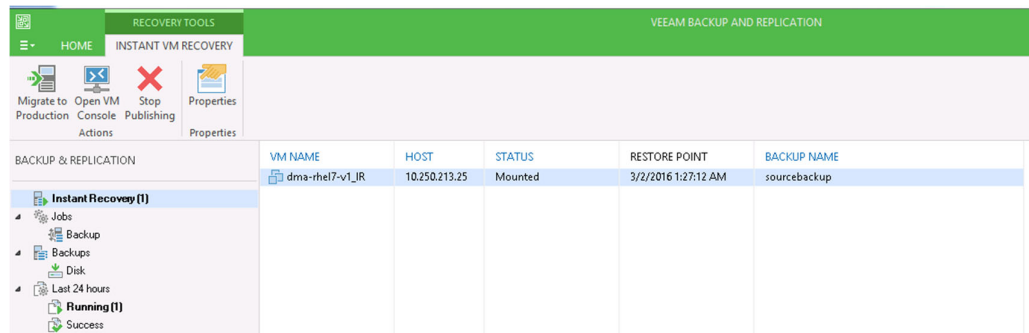 RECOVERY TOOLS
VEEAM BACKUP AND REPLICATION
HOME INSTANT VM RECOVERY
Migrate to Production
Open VM Console
Stop Publishing
Properties
Actions
Properties
BACKUP & REPLICATION
Instant Recovery (1)
Jobs
Backup
Backups
Disk
Last 24 hours
Running (1)
Success
VM NAME HOST STATUS RESTORE POINT BACKUP NAME
dma-rhel7-v1_IR 10.250.213.25 Mounted 3/2/2016 1:27:12 AM sourcebackup